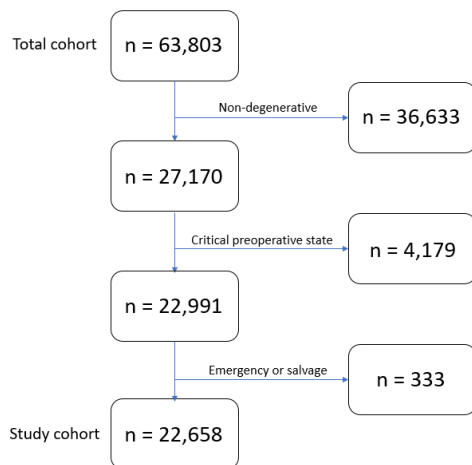 Total cohort
n = 63,803
Non-degenerative
n = 36,633
n = 27,170
Critical preoperative state
n = 4,179
n = 22,991
Emergency or salvage
n = 333
Study cohort
n = 22,658